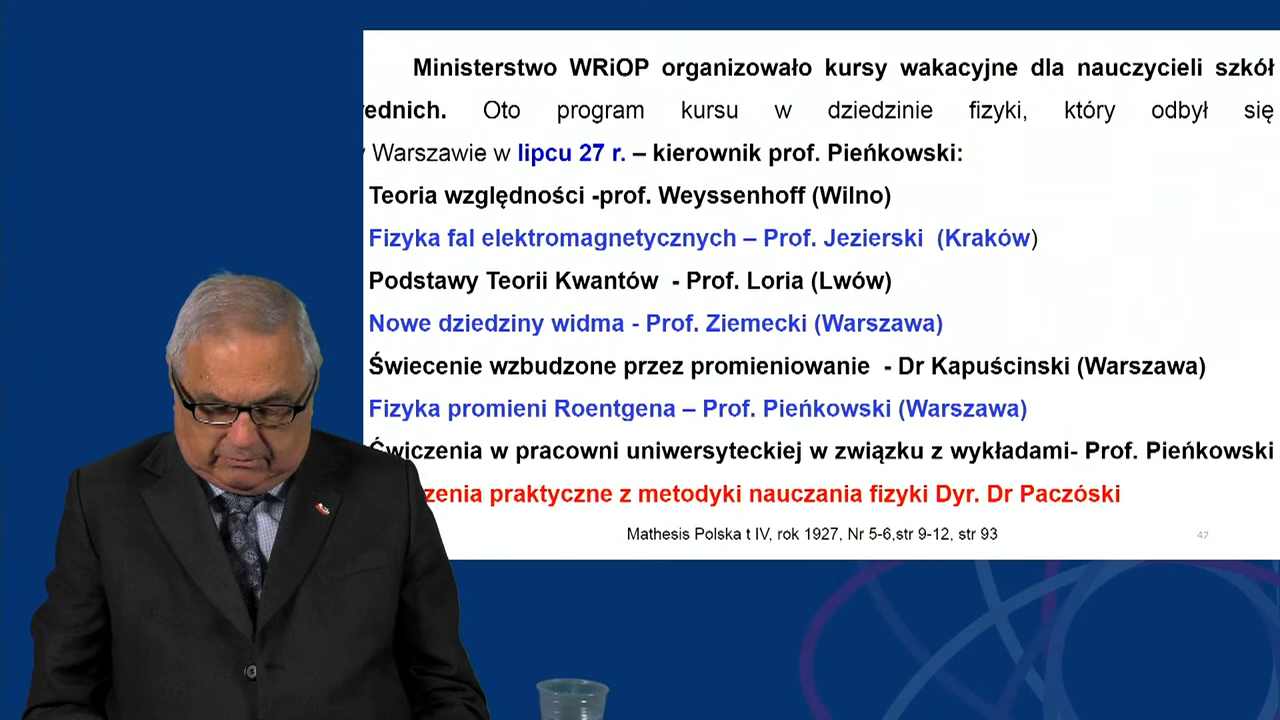 Ministerstwo WRiOP organizowało kursy wakacyjne dla nauczycieli szkół
rednich. Oto program kursu w dziedzinie fizyki, który odbył się
Warszawie w lipcu 27 r. – kierownik prof. Pieńkowski:
Teoria względności -prof. Weyssenhoff (Wilno)
Fizyka fal elektromagnetycznych – Prof. Jezierski (Kraków)
Podstawy Teorii Kwantów - Prof. Loria (Lwów)
Nowe dziedziny widma - Prof. Ziemecki (Warszawa)
Świecenie wzbudzone przez promieniowanie - Dr Kapuścinski (Warszawa)
Fizyka promieni Roentgena – Prof. Pieńkowski (Warszawa)
Ćwiczenia w pracowni uniwersyteckiej w związku z wykładami- Prof. Pieńkowski
zenia praktyczne z metodyki nauczania fizyki Dyr. Dr Paczóski
Mathesis Polska t IV, rok 1927, Nr 5-6,str 9-12, str 93
42